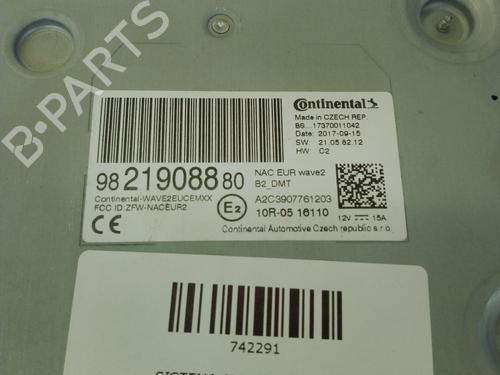 B-PARTS
Continental
Made in CZECH REP.
BS....17370011042
Date: 2017-09-15
SW: 21.05.82.12
HW: C2
98 219088 80
NAC EUR wave2
B2_DMT
Continental-WAVE2EUCEMXX
FCC ID:ZFW-NACEUR2
A2C3907761203
CE
E2
10R-05 16110
12V 15A
Continental Automotive Czech republic s.r.o.
742291